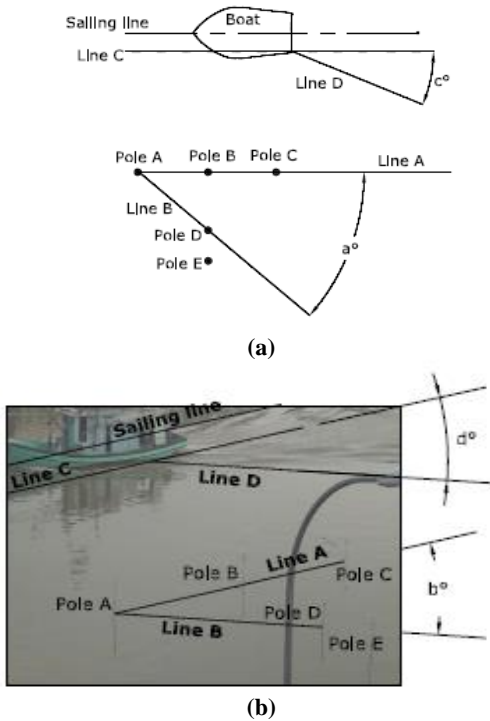 Boat
Sailing line
Line C
Line D
c°
Pole A Pole B Pole C
Line A
Line B
Pole D
Pole E
a°
(a)
Sailing line
Line C
Line D
d°
Line A
Pole B
Pole C
Pole A
Pole D
Line B
Pole E
b°
(b)